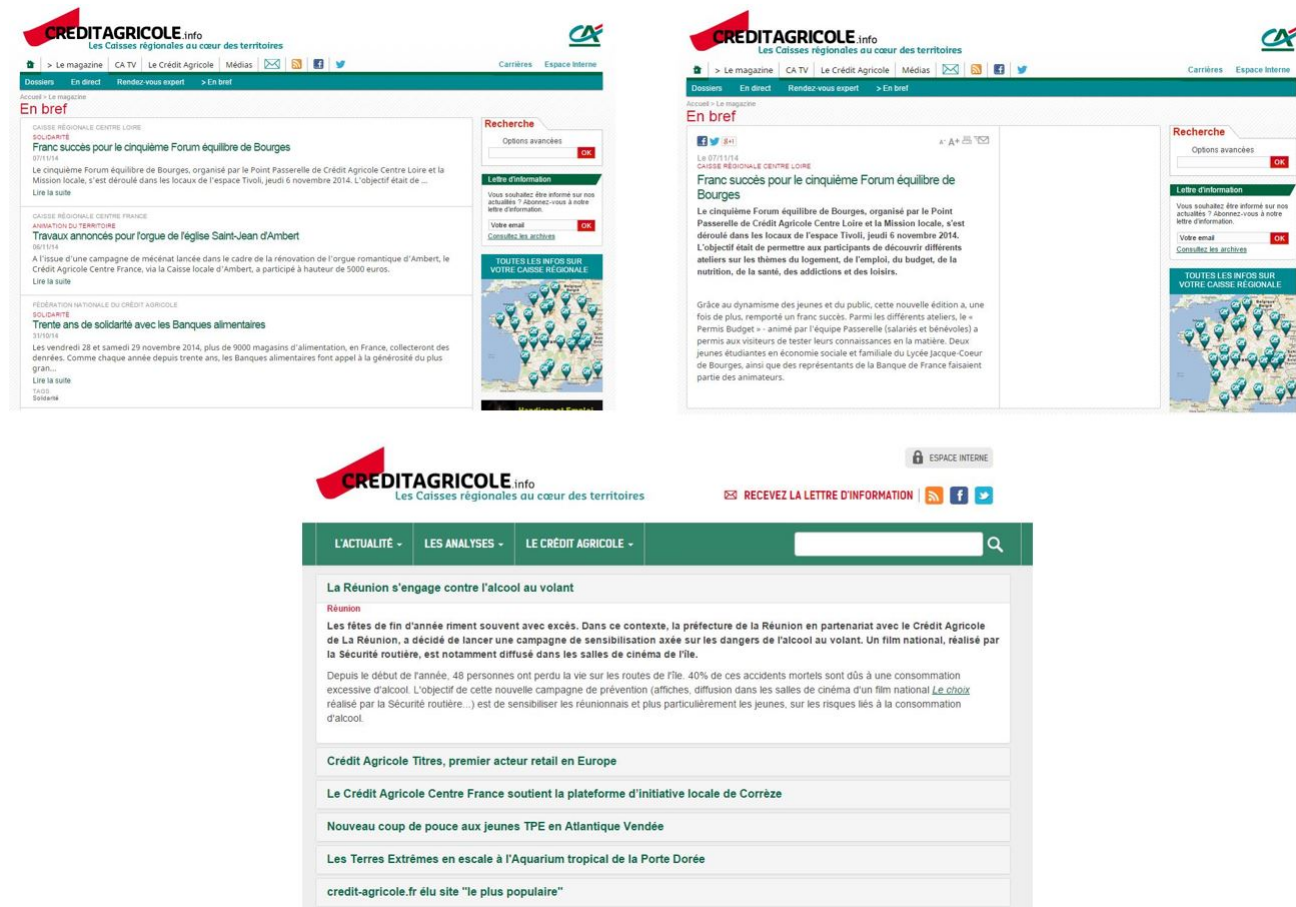 CREDITAGRICOLE.info
Les Caisses régionales au cœur des territoires
> Le magazine CA TV Le Crédit Agricole Médias
Carrières Espace Interne
Dossiers En direct Rendez-vous expert > En bref
Accueil > Le magazine
En bref
CAISSE RÉGIONALE CENTRE LOIRE
SOLIDARITÉ
Franc succès pour le cinquième Forum équilibre de Bourges
07/11/14
Le cinquième Forum équilibre de Bourges, organisé par le Point Passerelle de Crédit Agricole Centre Loire et la
Mission locale, s'est déroulé dans les locaux de l'espace Tivoli, jeudi 6 novembre 2014. L'objectif était de ...
Lire la suite
CAISSE RÉGIONALE CENTRE FRANCE
ANIMATION DU TERRITOIRE
Travaux annoncés pour l'orgue de l'église Saint-Jean d'Ambert
06/11/14
A l'issue d'une campagne de mécénat lancée dans le cadre de la rénovation de l'orgue romantique d'Ambert, le
Crédit Agricole Centre France, via la Caisse locale d'Ambert, a participé à hauteur de 5000 euros.
Lire la suite
FÉDÉRATION NATIONALE DU CRÉDIT AGRICOLE
SOLIDARITÉ
Trente ans de solidarité avec les Banques alimentaires
31/10/14
Les vendredi 28 et samedi 29 novembre 2014, plus de 9000 magasins d'alimentation, en France, collecteront des
denrées. Comme chaque année depuis trente ans, les Banques alimentaires font appel à la générosité du plus
gran...
Lire la suite
TAGS
Solidarité
Recherche
Options avancées
OK
Lettre d'information
Vous souhaitez être informé sur nos
actualités ? Abonnez-vous à notre
lettre d'information.
Votre email OK
Consultez les archives
TOUTES LES INFOS SUR
VOTRE CAISSE RÉGIONALE
Handicap et Emploi
CREDITAGRICOLE.info
Les Caisses régionales au cœur des territoires
> Le magazine CA TV Le Crédit Agricole Médias
Carrières Espace Interne
Dossiers En direct Rendez-vous expert > En bref
Accueil > Le magazine
En bref
A- A+
Le 07/11/14
CAISSE RÉGIONALE CENTRE LOIRE
Franc succès pour le cinquième Forum équilibre de
Bourges
Le cinquième Forum équilibre de Bourges, organisé par le Point
Passerelle de Crédit Agricole Centre Loire et la Mission locale, s'est
déroulé dans les locaux de l'espace Tivoli, jeudi 6 novembre 2014.
L'objectif était de permettre aux participants de découvrir différents
ateliers sur les thèmes du logement, de l'emploi, du budget, de la
nutrition, de la santé, des addictions et des loisirs.
Grâce au dynamisme des jeunes et du public, cette nouvelle édition a, une
fois de plus, remporté un franc succès. Parmi les différents ateliers, le «
Permis Budget » - animé par l'équipe Passerelle (salariés et bénévoles) a
permis aux visiteurs de tester leurs connaissances en la matière. Deux
jeunes étudiantes en économie sociale et familiale du Lycée Jacque-Coeur
de Bourges, ainsi que des représentants de la Banque de France faisaient
partie des animateurs.
Recherche
Options avancées
OK
Lettre d'information
Vous souhaitez être informé sur nos
actualités ? Abonnez-vous à notre
lettre d'information.
Votre email OK
Consultez les archives
TOUTES LES INFOS SUR
VOTRE CAISSE RÉGIONALE
ESPACE INTERNE
CREDITAGRICOLE.info
Les Caisses régionales au cœur des territoires
RECEVEZ LA LETTRE D'INFORMATION
L'ACTUALITÉ LES ANALYSES LE CRÉDIT AGRICOLE
La Réunion s'engage contre l'alcool au volant
Réunion
Les fêtes de fin d'année riment souvent avec excès. Dans ce contexte, la préfecture de la Réunion en partenariat avec le Crédit Agricole
de La Réunion, a décidé de lancer une campagne de sensibilisation axée sur les dangers de l'alcool au volant. Un film national, réalisé par
la Sécurité routière, est notamment diffusé dans les salles de cinéma de l'île.
Depuis le début de l'année, 48 personnes ont perdu la vie sur les routes de l'île. 40% de ces accidents mortels sont dûs à une consommation
excessive d'alcool. L'objectif de cette nouvelle campagne de prévention (affiches, diffusion dans les salles de cinéma d'un film national Le choix
réalisé par la Sécurité routière...) est de sensibiliser les réunionnais et plus particulièrement les jeunes, sur les risques liés à la consommation
d'alcool.
Crédit Agricole Titres, premier acteur retail en Europe
Le Crédit Agricole Centre France soutient la plateforme d'initiative locale de Corrèze
Nouveau coup de pouce aux jeunes TPE en Atlantique Vendée
Les Terres Extrêmes en escale à l'Aquarium tropical de la Porte Dorée
credit-agricole.fr élu site "le plus populaire"